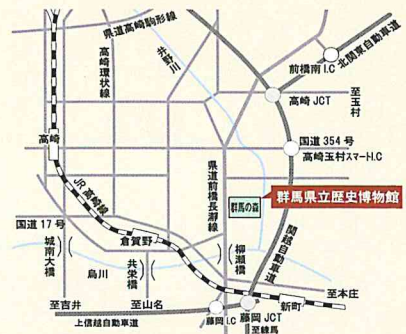 県道高崎駒形線
井野川
高崎環状線
北関東自動車道
前橋南I.C
高崎JCT
至玉村
国道354号
高崎玉村スマートI.C
高崎
JR高崎線
県道前橋長瀞線
群馬の森
群馬県立歴史博物館
関越自動車道
国道17号
城南大橋
倉賀野
烏川
共栄橋
柳瀬橋
至吉井
至山名
新町
至本庄
上信越自動車道
藤岡I.C
藤岡JCT
至練馬